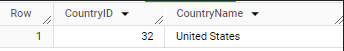 Row CountryID CountryName
1 32 United States